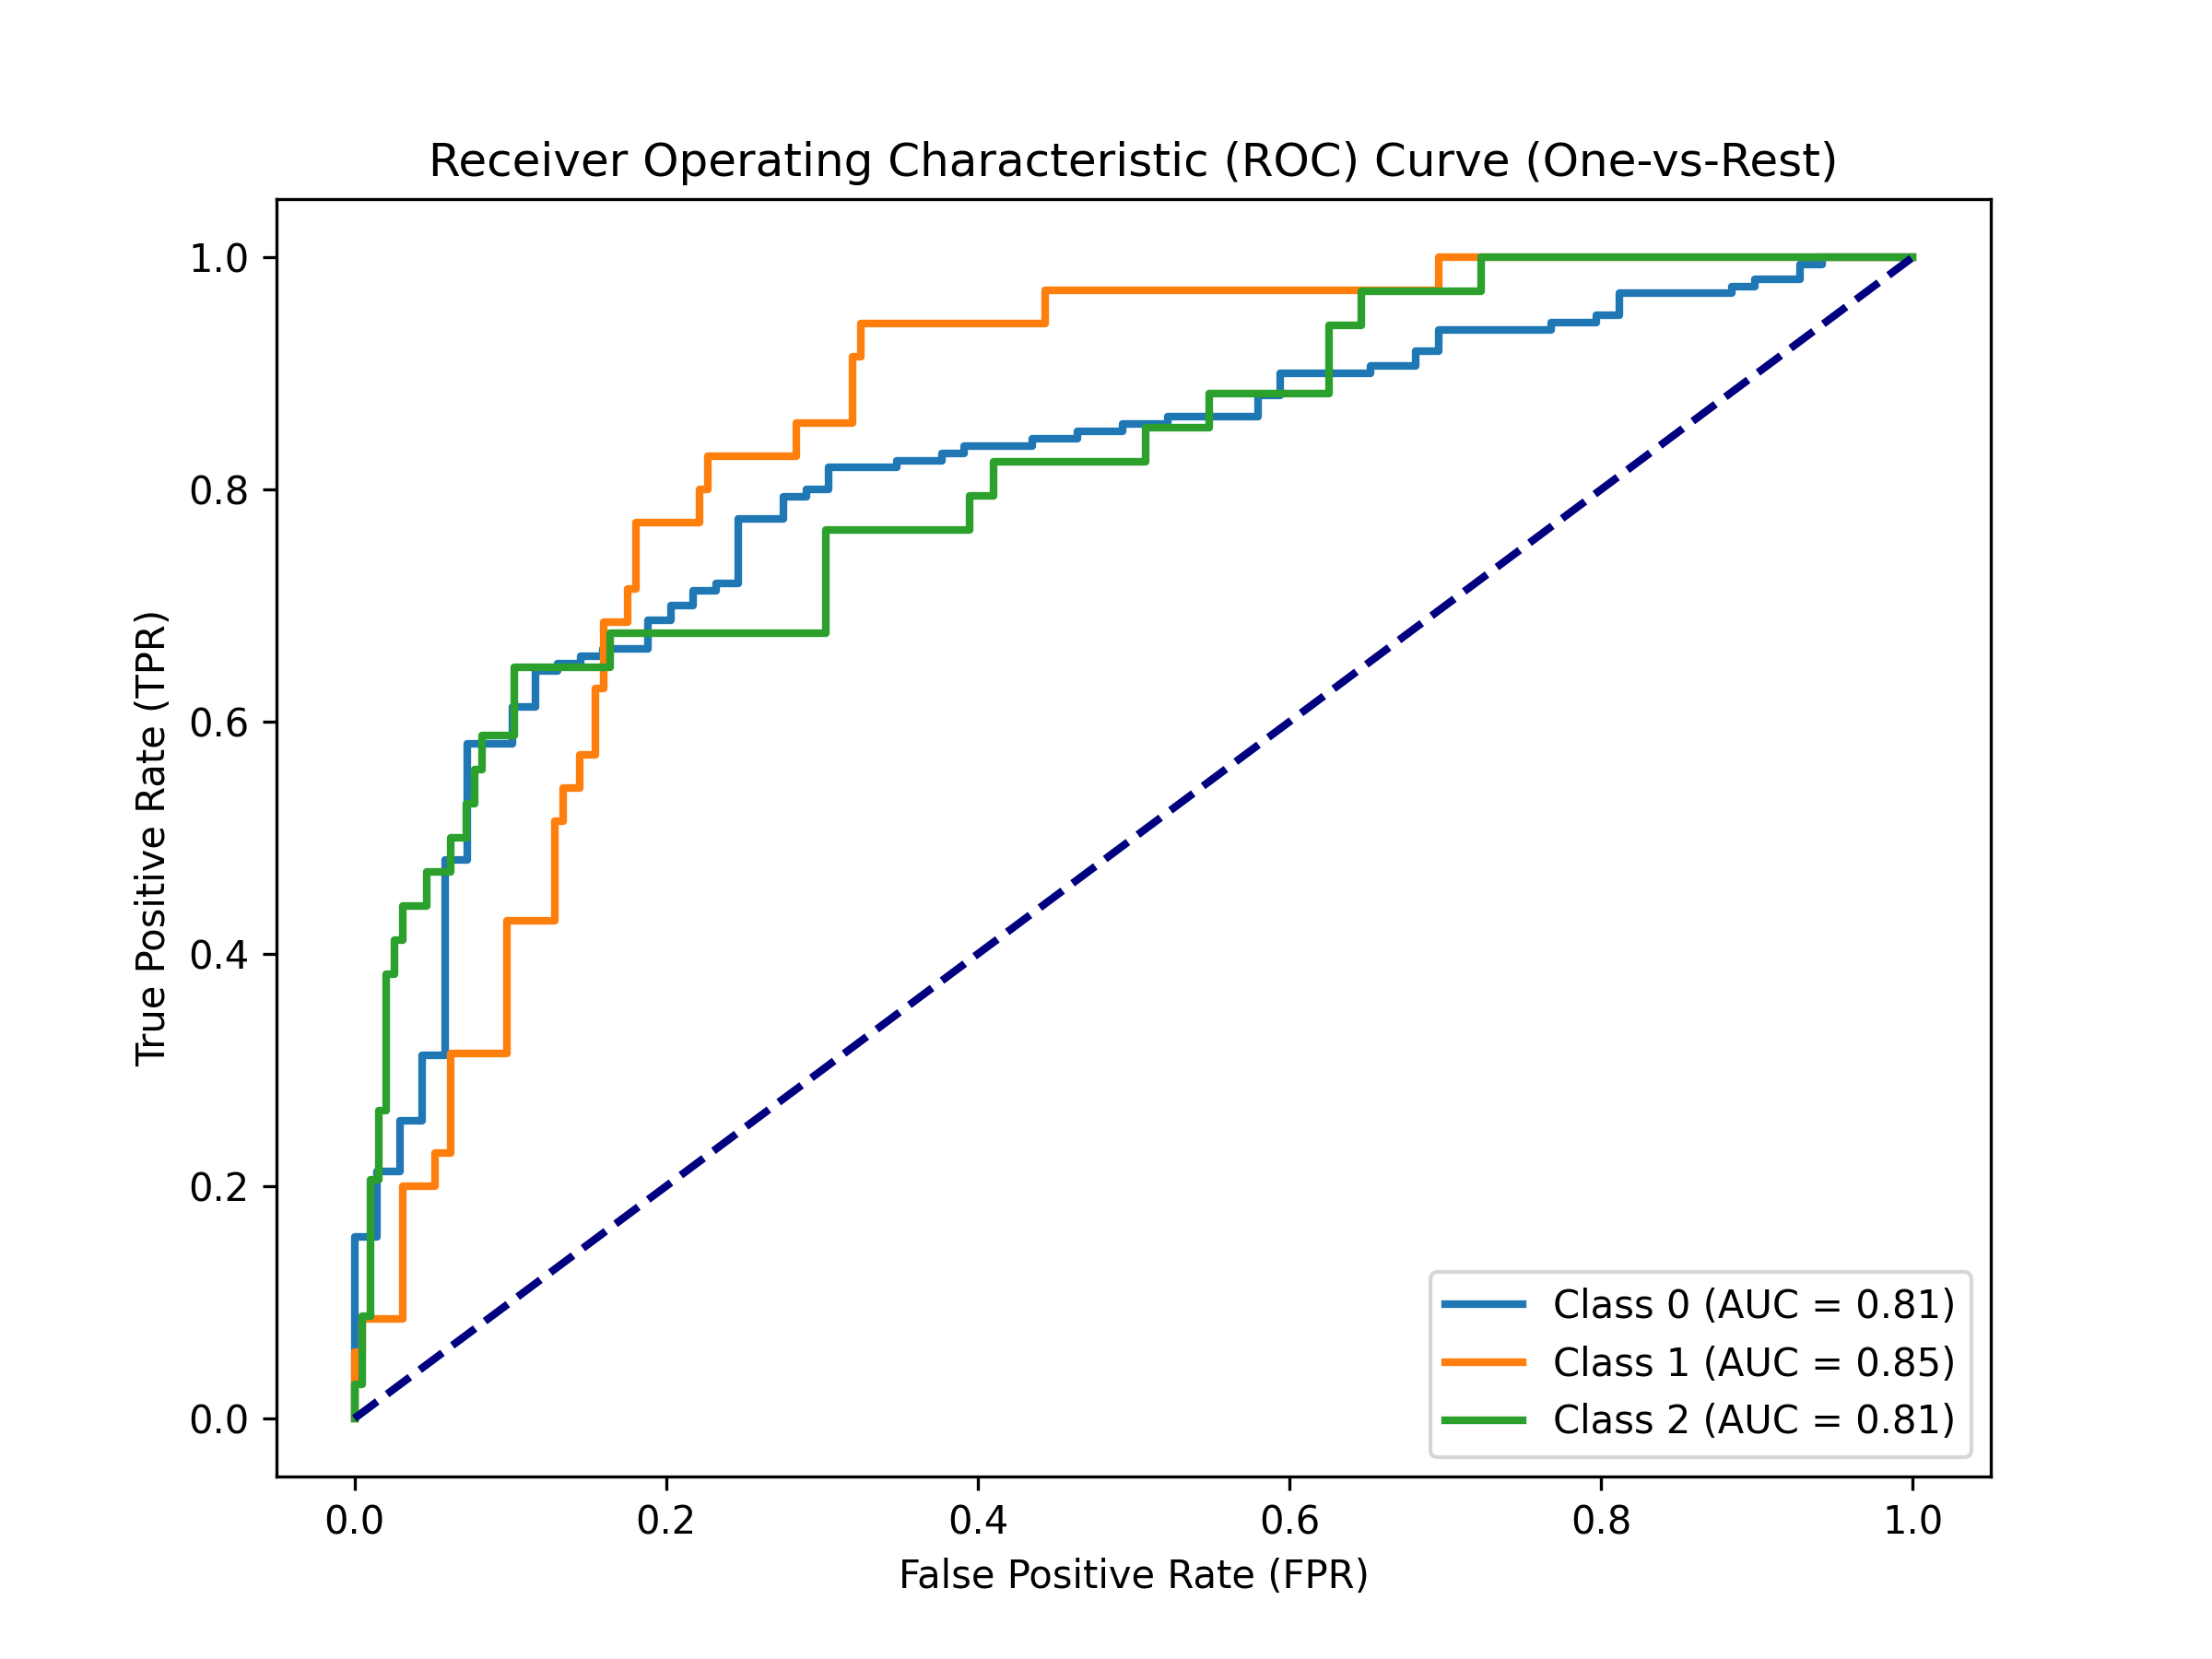 Receiver Operating Characteristic (ROC) Curve (One-vs-Rest)
True Positive Rate (TPR)
1.0
0.8
0.6
0.4
0.2
0.0
Class 0 (AUC = 0.81)
Class 1 (AUC = 0.85)
Class 2 (AUC = 0.81)
0.0 0.2 0.4 0.6 0.8 1.0
False Positive Rate (FPR)